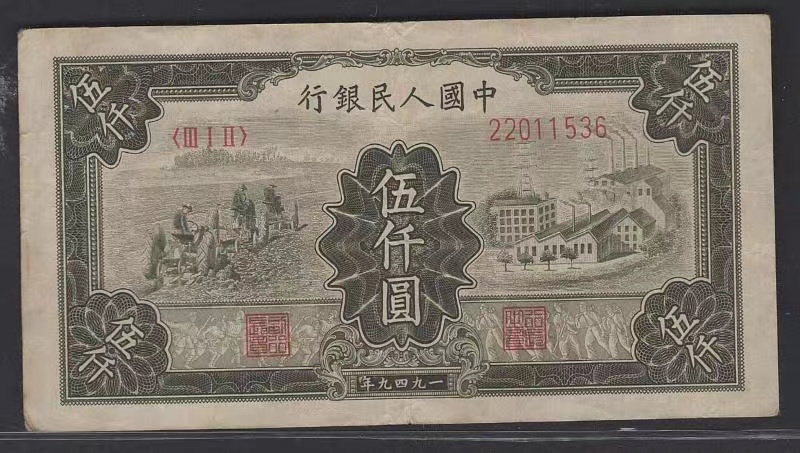 伍仟
伍仟
行銀民人國中
〈III I II〉
22011536
伍仟圓
伍仟
伍仟
年九四九一